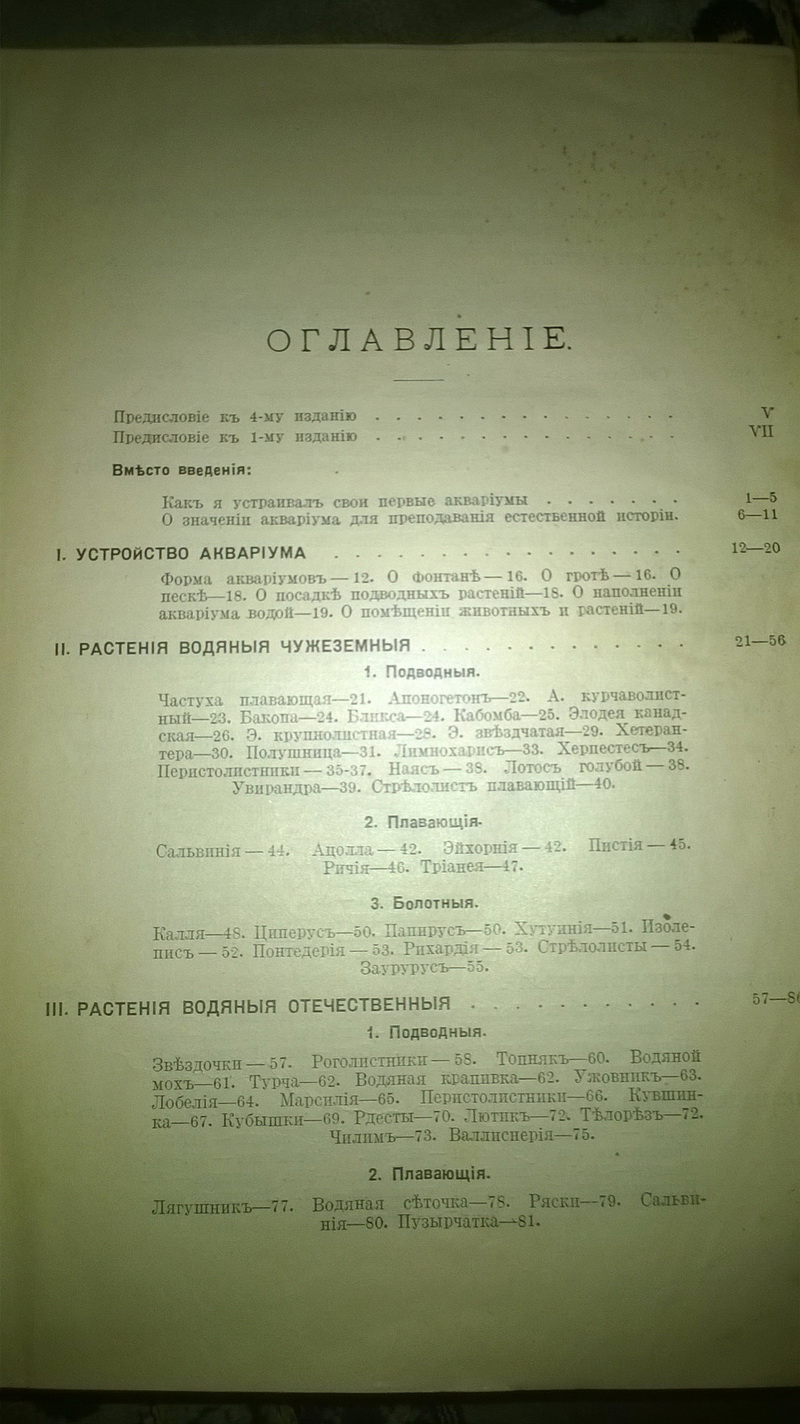 ОГЛАВЛЕНІЕ.
Предисловіе къ 4-му изданію . . . . . . . . . . . . . . . V
Предисловіе къ 1-му изданію . . . . . . . . . . . . . . . VII
Вмѣсто введенія:
Какъ я устраивалъ свои первые акваріумы . . . . . . . 1—5
О значеніи акваріума для преподаванія естественной исторіи. 6—11
I. УСТРОЙСТВО АКВАРІУМА . . . . . . . . . . . . . . . . 12—20
Форма акваріумовъ—12. О Фонтанѣ—16. О гротѣ—16. О
пескѣ—18. О посадкѣ подводныхъ растеній—18. О наполненіи
акваріума водой—19. О помѣщеніи животныхъ и растеній—19.
II. РАСТЕНІЯ ВОДЯНЫЯ ЧУЖЕЗЕМНЫЯ . . . . . . . . . . . . 21—56
1. Подводныя.
Частуха плавающая—21. Апоногетонъ—22. А. курчаволист-
ный—23. Бакопа—24. Бликса—24. Кабомба—25. Элодея канад-
ская—26. Э. крупнолистная—28. Э. звѣздчатая—29. Хетеран-
тера—30. Полушница—31. Лимнохарисъ—33. Херпестесъ—34.
Перистолистники—35-37. Наясъ—38. Лотосъ голубой—38.
Увирандра—39. Стрѣлолистъ плавающій—40.
2. Плавающія.
Сальвинія—44. Ацолла—42. Эйхорнія—42. Пистія—45.
Ричія—46. Тріанея—47.
3. Болотныя.
Калля—48. Циперусъ—50. Папирусъ—50. Хутуинія—51. Изоле-
писъ—52. Понтедерія—53. Рихардія—53. Стрѣлолисты—54.
Заурурусъ—55.
III. РАСТЕНІЯ ВОДЯНЫЯ ОТЕЧЕСТВЕННЫЯ . . . . . . . . . . 57—8
1. Подводныя.
Звѣздочки—57. Роголистники—58. Топнякъ—60. Водяной
мохъ—61. Турча—62. Водяная крапивка—62. Ужовникъ—63.
Лобелія—64. Марсилія—65. Перистолистники—66. Кувшин-
ка—67. Кубышки—69. Рдесты—70. Лютикъ—72. Тѣлорѣзъ—72.
Чилимъ—73. Валлиснерія—75.
2. Плавающія.
Лягушникъ—77. Водяная сѣточка—78. Ряски—79. Сальви-
нія—80. Пузырчатка—81.